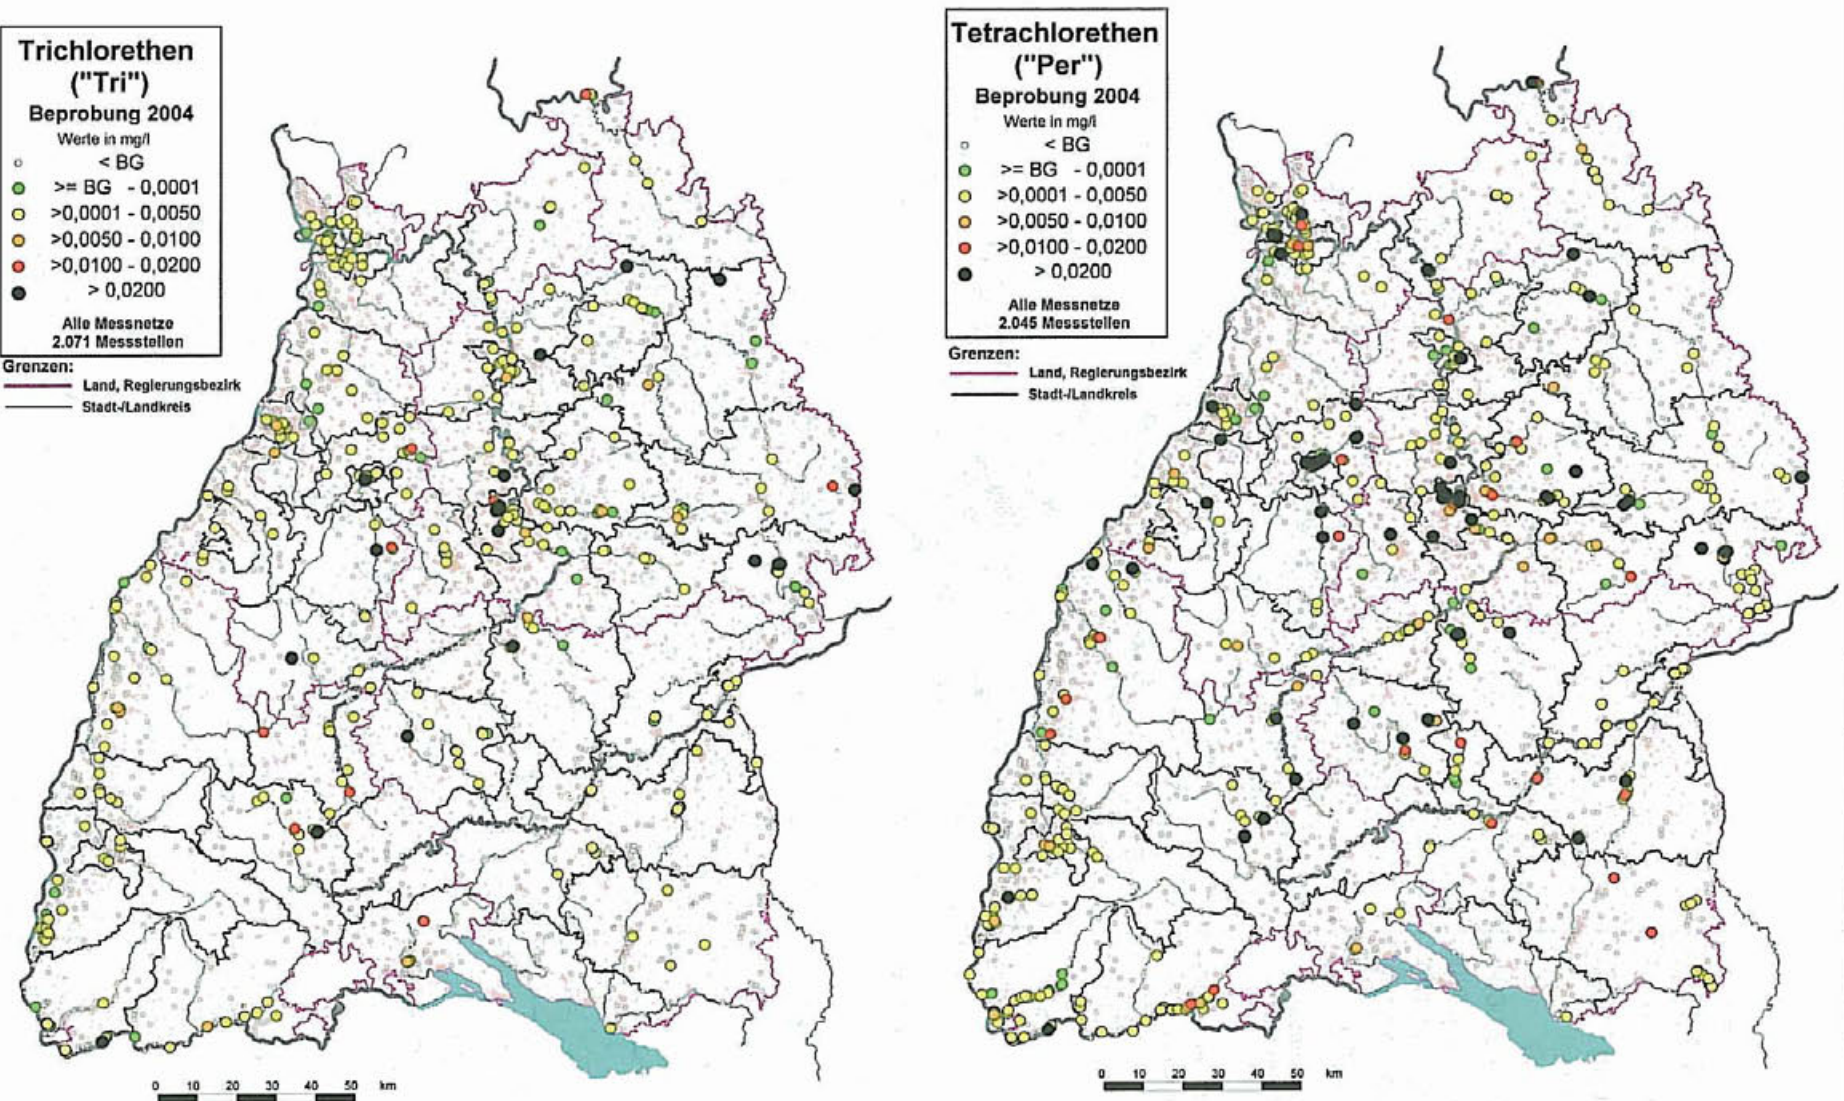 Trichlorethen
("Tri")
Beprobung 2004
Werte in mg/l
< BG
>= BG - 0,0001
>0,0001 - 0,0050
>0,0050 - 0,0100
>0,0100 - 0,0200
> 0,0200
Alle Messnetze
2.071 Messstellen
Grenzen:
Land, Regierungsbezirk
Stadt-/Landkreis
0 10 20 30 40 50 km
Tetrachlorethen
("Per")
Beprobung 2004
Werte in mg/l
< BG
>= BG - 0,0001
>0,0001 - 0,0050
>0,0050 - 0,0100
>0,0100 - 0,0200
> 0,0200
Alle Messnetze
2.045 Messstellen
Grenzen:
Land, Regierungsbezirk
Stadt-/Landkreis
0 10 20 30 40 50 km